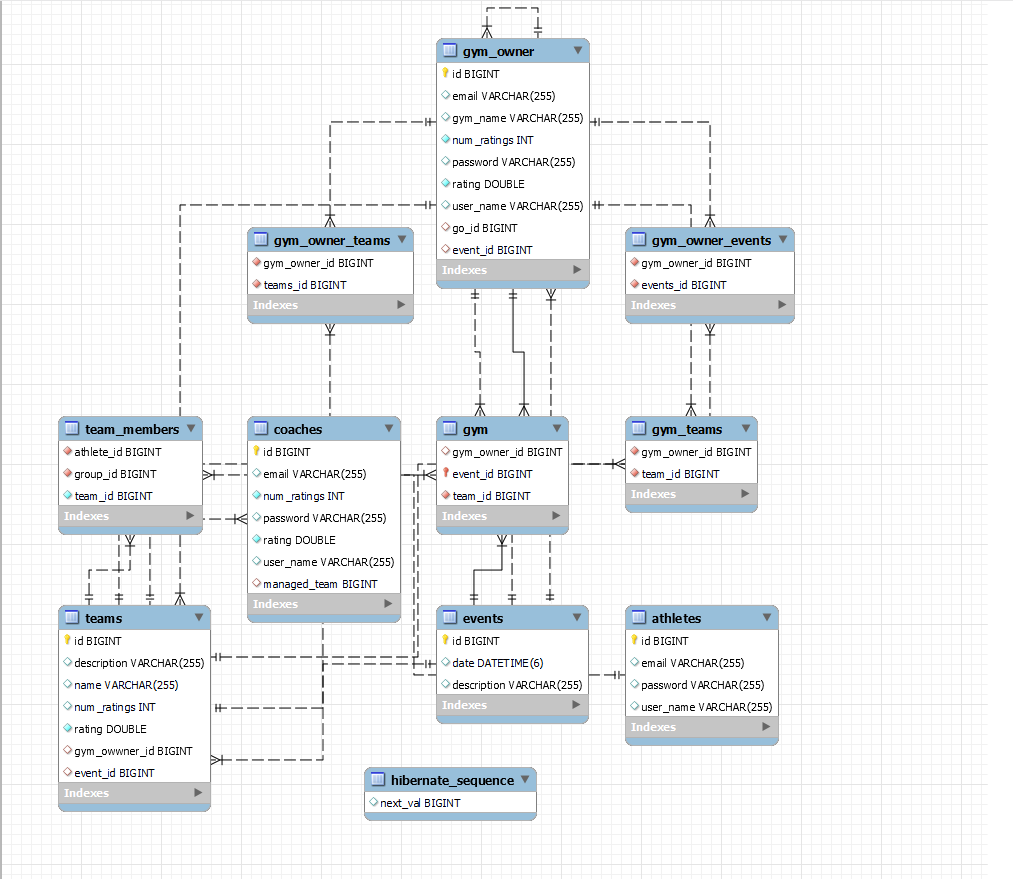 gym_owner
id BIGINT
email VARCHAR(255)
gym_name VARCHAR(255)
num_ratings INT
password VARCHAR(255)
rating DOUBLE
user_name VARCHAR(255)
go_id BIGINT
event_id BIGINT
Indexes
gym_owner_teams
gym_owner_id BIGINT
teams_id BIGINT
Indexes
gym_owner_events
gym_owner_id BIGINT
events_id BIGINT
Indexes
team_members
athlete_id BIGINT
group_id BIGINT
team_id BIGINT
Indexes
coaches
id BIGINT
email VARCHAR(255)
num_ratings INT
password VARCHAR(255)
rating DOUBLE
user_name VARCHAR(255)
managed_team BIGINT
Indexes
gym
gym_owner_id BIGINT
event_id BIGINT
team_id BIGINT
Indexes
gym_teams
gym_owner_id BIGINT
team_id BIGINT
Indexes
teams
id BIGINT
description VARCHAR(255)
name VARCHAR(255)
num_ratings INT
rating DOUBLE
gym_owwner_id BIGINT
event_id BIGINT
Indexes
events
id BIGINT
date DATETIME(6)
description VARCHAR(255)
Indexes
athletes
id BIGINT
email VARCHAR(255)
password VARCHAR(255)
user_name VARCHAR(255)
Indexes
hibernate_sequence
next_val BIGINT